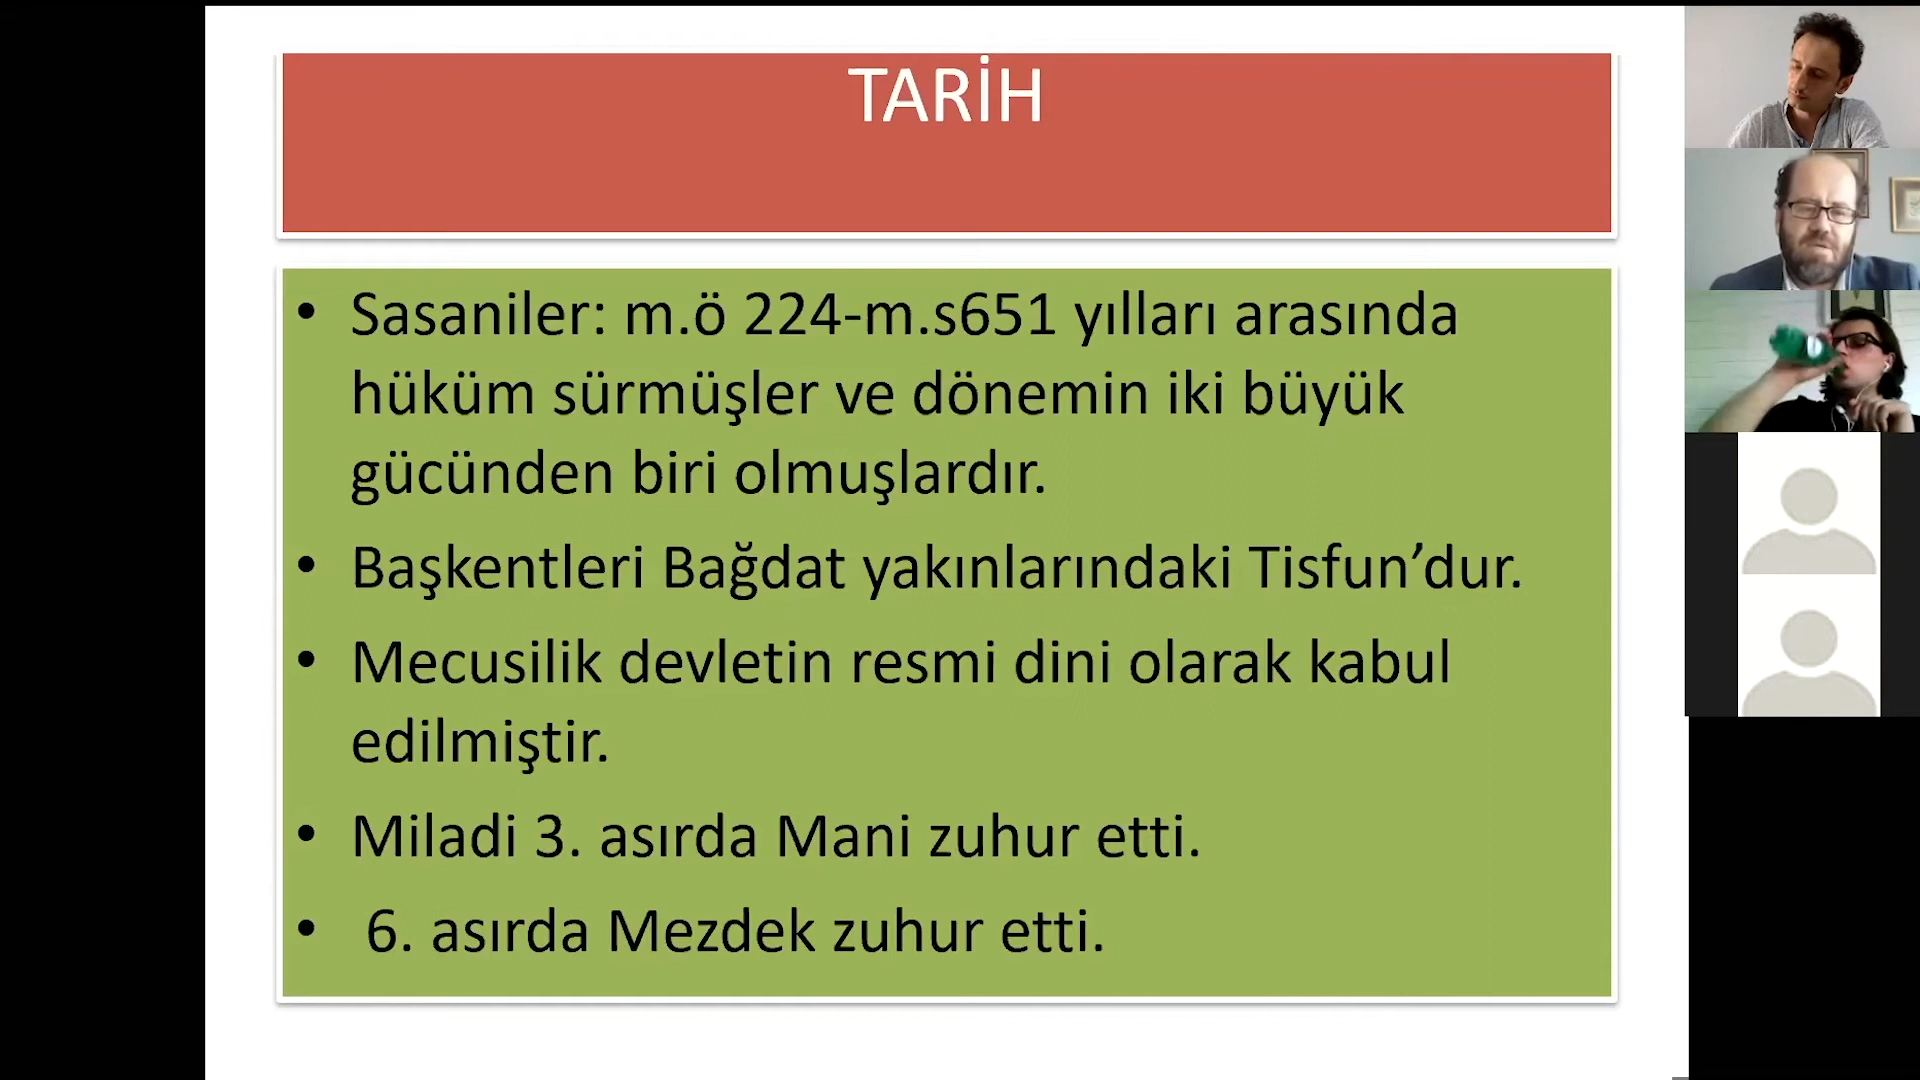 TARİH
• Sasaniler: m.ö 224-m.s651 yılları arasında
hüküm sürmüşler ve dönemin iki büyük
gücünden biri olmuşlardır.
• Başkentleri Bağdat yakınlarındaki Tisfun’dur.
• Mecusilik devletin resmi dini olarak kabul
edilmiştir.
• Miladi 3. asırda Mani zuhur etti.
• 6. asırda Mezdek zuhur etti.